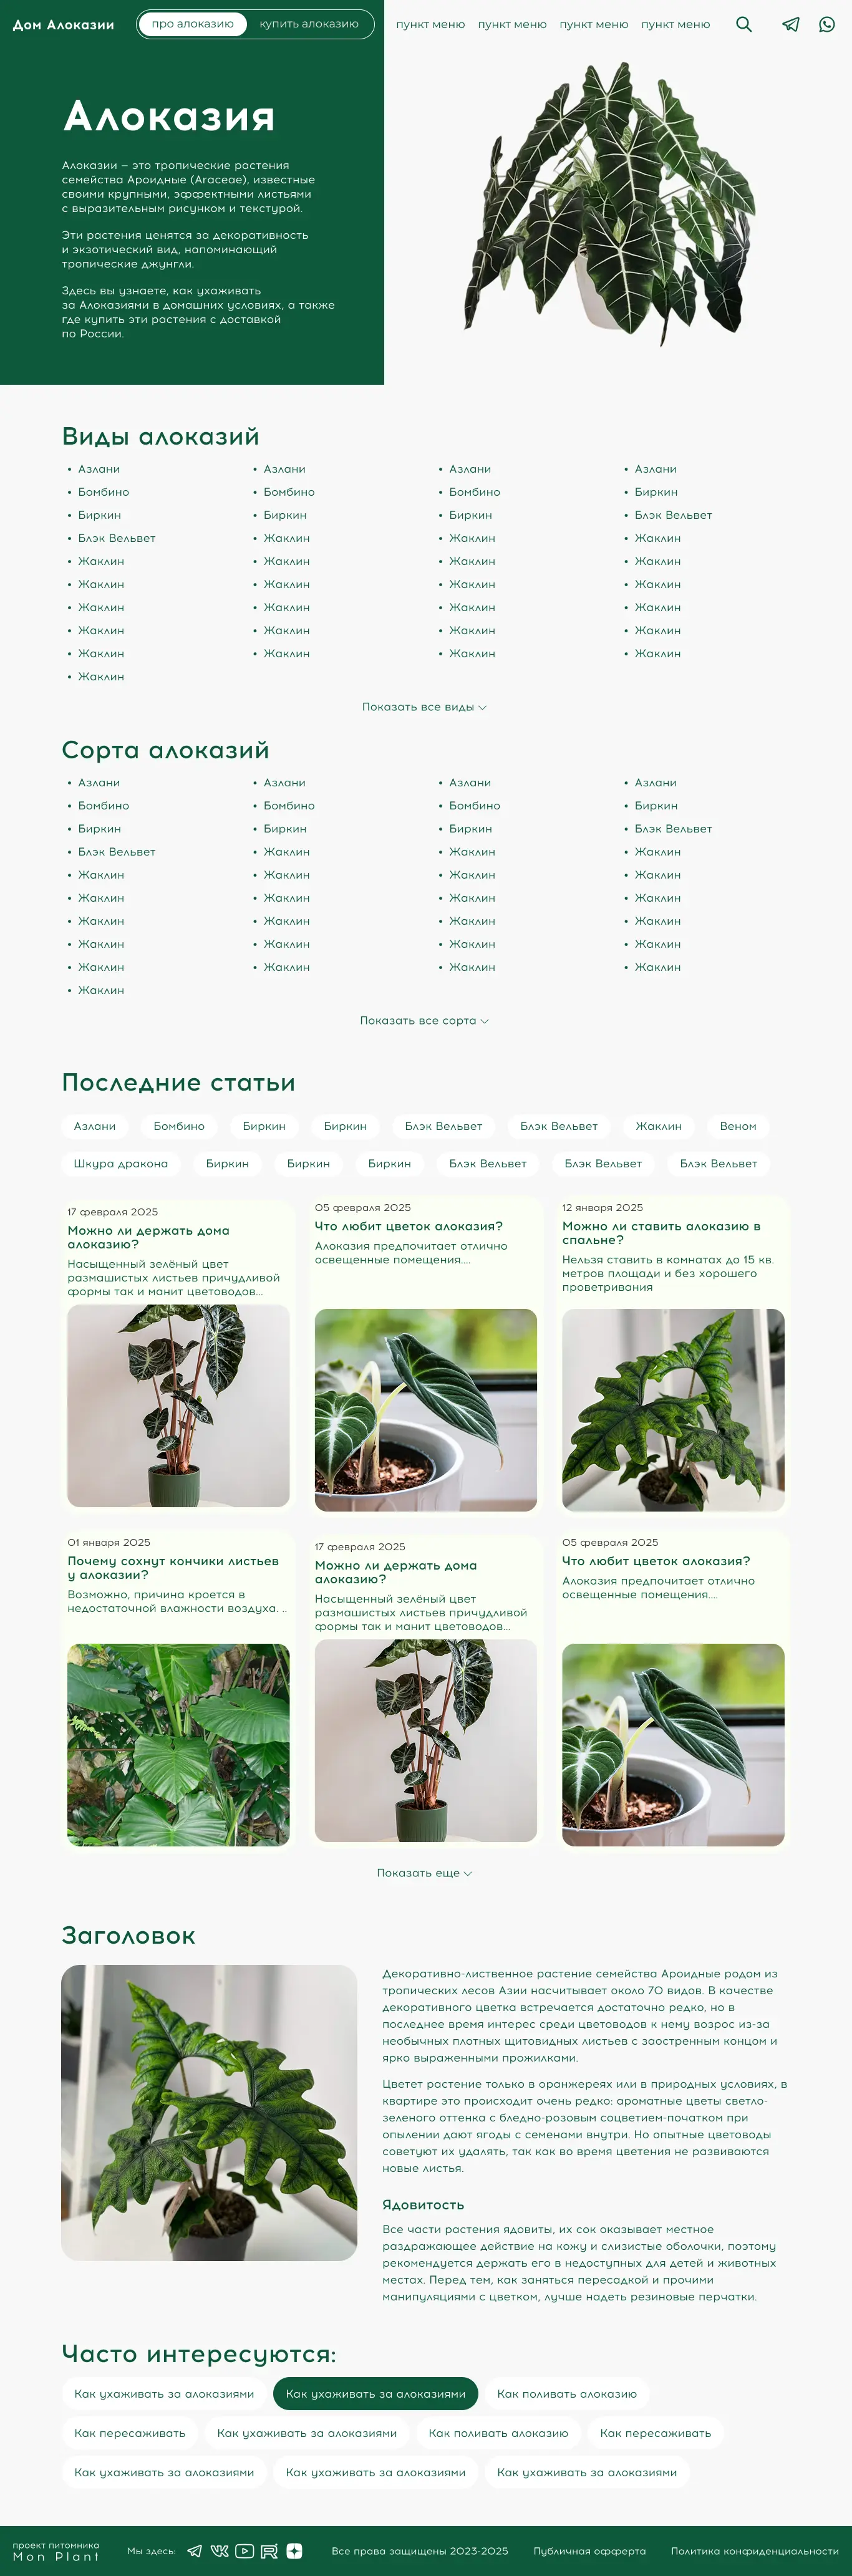 Дом Алоказии
про алоказию
купить алоказию
пункт меню
пункт меню
пункт меню
пункт меню
Алоказия
Алоказии – это тропические растения
семейства Ароидные (Araceae), известные
своими крупными, эффектными листьями
с выразительным рисунком и текстурой.
Эти растения ценятся за декоративность
и экзотический вид, напоминающий
тропические джунгли.
Здесь вы узнаете, как ухаживать
за Алоказиями в домашних условиях, а также
где купить эти растения с доставкой
по России.
Виды алоказий
• Азлани
• Бомбино
• Биркин
• Блэк Вельвет
• Жаклин
• Жаклин
• Жаклин
• Жаклин
• Жаклин
• Жаклин
• Азлани
• Бомбино
• Биркин
• Жаклин
• Жаклин
• Жаклин
• Жаклин
• Жаклин
• Жаклин
• Азлани
• Бомбино
• Биркин
• Жаклин
• Жаклин
• Жаклин
• Жаклин
• Жаклин
• Жаклин
• Азлани
• Биркин
• Блэк Вельвет
• Жаклин
• Жаклин
• Жаклин
• Жаклин
• Жаклин
• Жаклин
Показать все виды
Сорта алоказий
• Азлани
• Бомбино
• Биркин
• Блэк Вельвет
• Жаклин
• Жаклин
• Жаклин
• Жаклин
• Жаклин
• Жаклин
• Азлани
• Бомбино
• Биркин
• Жаклин
• Жаклин
• Жаклин
• Жаклин
• Жаклин
• Жаклин
• Азлани
• Бомбино
• Биркин
• Жаклин
• Жаклин
• Жаклин
• Жаклин
• Жаклин
• Жаклин
• Азлани
• Биркин
• Блэк Вельвет
• Жаклин
• Жаклин
• Жаклин
• Жаклин
• Жаклин
• Жаклин
Показать все сорта
Последние статьи
Азлани
Бомбино
Биркин
Биркин
Блэк Вельвет
Блэк Вельвет
Жаклин
Веном
Шкура дракона
Биркин
Биркин
Биркин
Блэк Вельвет
Блэк Вельвет
Блэк Вельвет
17 февраля 2025
Можно ли держать дома
алоказию?
Насыщенный зелёный цвет
размашистых листьев причудливой
формы так и манит цветоводов...
05 февраля 2025
Что любит цветок алоказия?
Алоказия предпочитает отлично
освещенные помещения....
12 января 2025
Можно ли ставить алоказию в
спальне?
Нельзя ставить в комнатах до 15 кв.
метров площади и без хорошего
проветривания
01 января 2025
Почему сохнут кончики листьев
у алоказии?
Возможно, причина кроется в
недостаточной влажности воздуха. ..
17 февраля 2025
Можно ли держать дома
алоказию?
Насыщенный зелёный цвет
размашистых листьев причудливой
формы так и манит цветоводов...
05 февраля 2025
Что любит цветок алоказия?
Алоказия предпочитает отлично
освещенные помещения....
Показать еще
Заголовок
Декоративно-лиственное растение семейства Ароидные родом из
тропических лесов Азии насчитывает около 70 видов. В качестве
декоративного цветка встречается достаточно редко, но в
последнее время интерес среди цветоводов к нему возрос из-за
необычных плотных щитовидных листьев с заостренным концом и
ярко выраженными прожилками.
Цветет растение только в оранжереях или в природных условиях, в
квартире это происходит очень редко: ароматные цветы светло-
зеленого оттенка с бледно-розовым соцветием-початком при
опылении дают ягоды с семенами внутри. Но опытные цветоводы
советуют их удалять, так как во время цветения не развиваются
новые листья.
Ядовитость
Все части растения ядовиты, их сок оказывает местное
раздражающее действие на кожу и слизистые оболочки, поэтому
рекомендуется держать его в недоступных для детей и животных
местах. Перед тем, как заняться пересадкой и прочими
манипуляциями с цветком, лучше надеть резиновые перчатки.
Часто интересуются:
Как ухаживать за алоказиями
Как ухаживать за алоказиями
Как поливать алоказию
Как пересаживать
Как ухаживать за алоказиями
Как поливать алоказию
Как пересаживать
Как ухаживать за алоказиями
Как ухаживать за алоказиями
Как ухаживать за алоказиями
проект питомника
Mon Plant
Мы здесь:
Все права защищены 2023-2025
Публичная офферта
Политика конфиденциальности